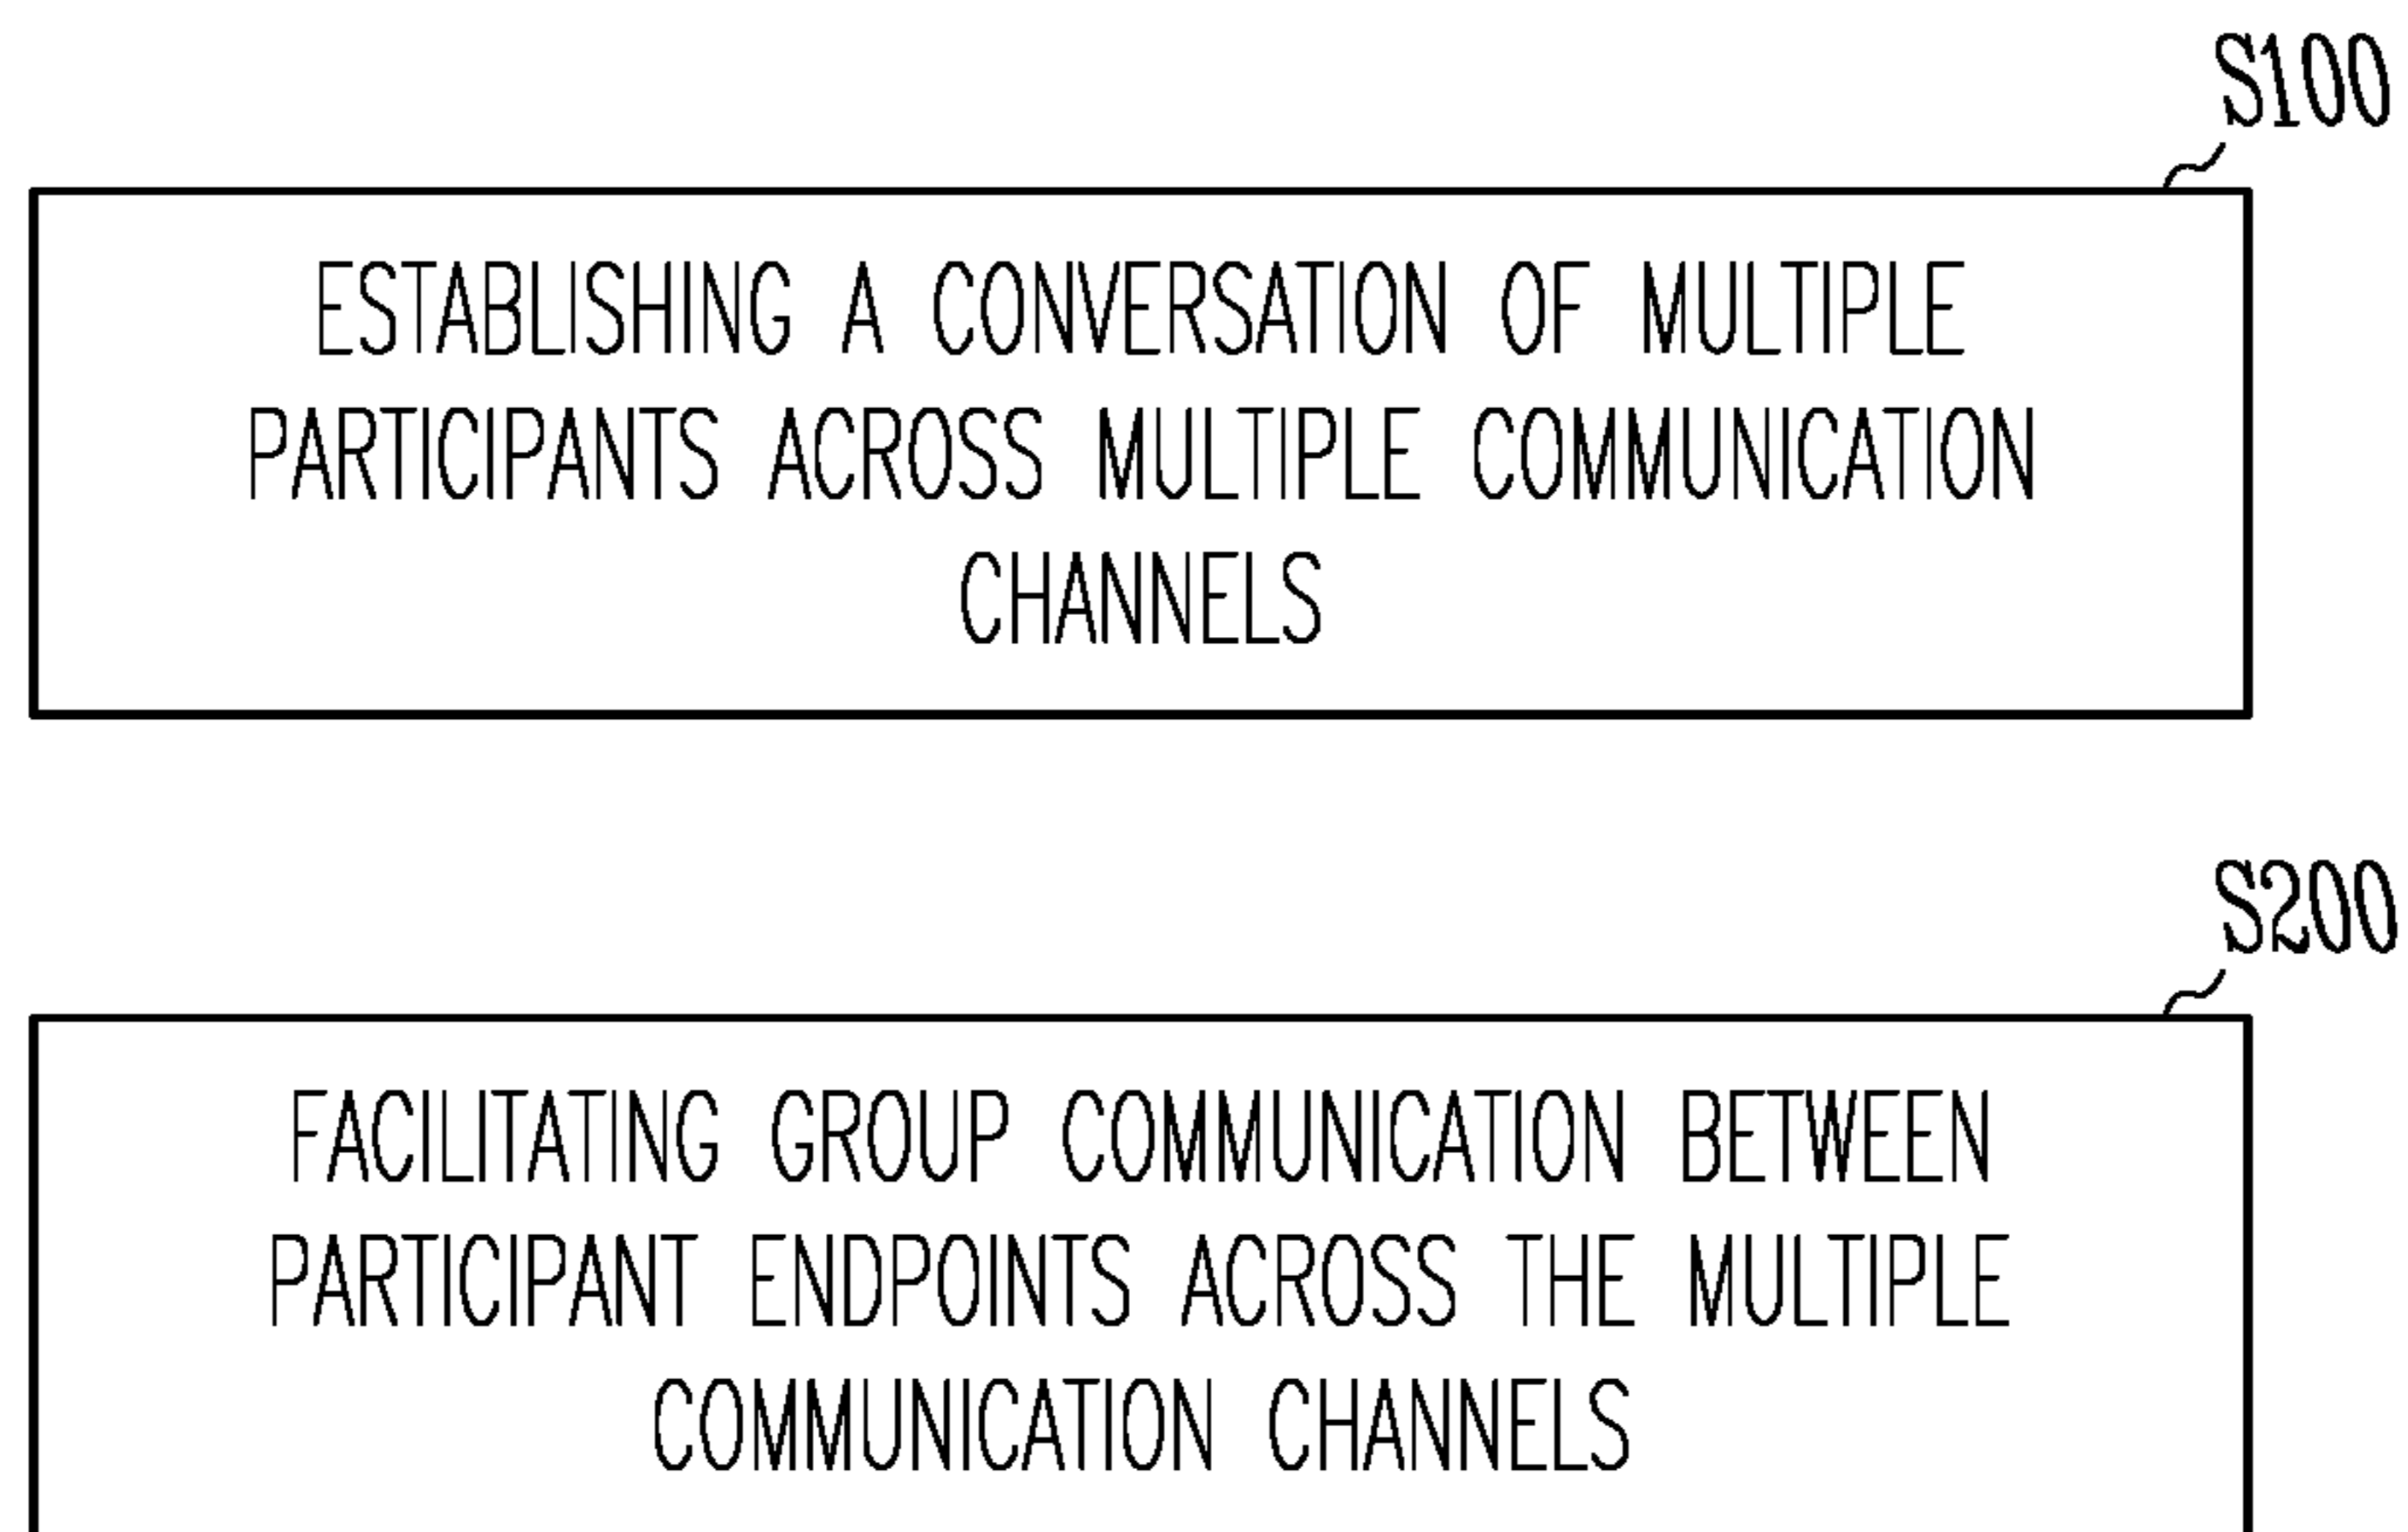 S100
ESTABLISHING A CONVERSATION OF MULTIPLE
PARTICIPANTS ACROSS MULTIPLE COMMUNICATION
CHANNELS
S200
FACILITATING GROUP COMMUNICATION BETWEEN
PARTICIPANT ENDPOINTS ACROSS THE MULTIPLE
COMMUNICATION CHANNELS